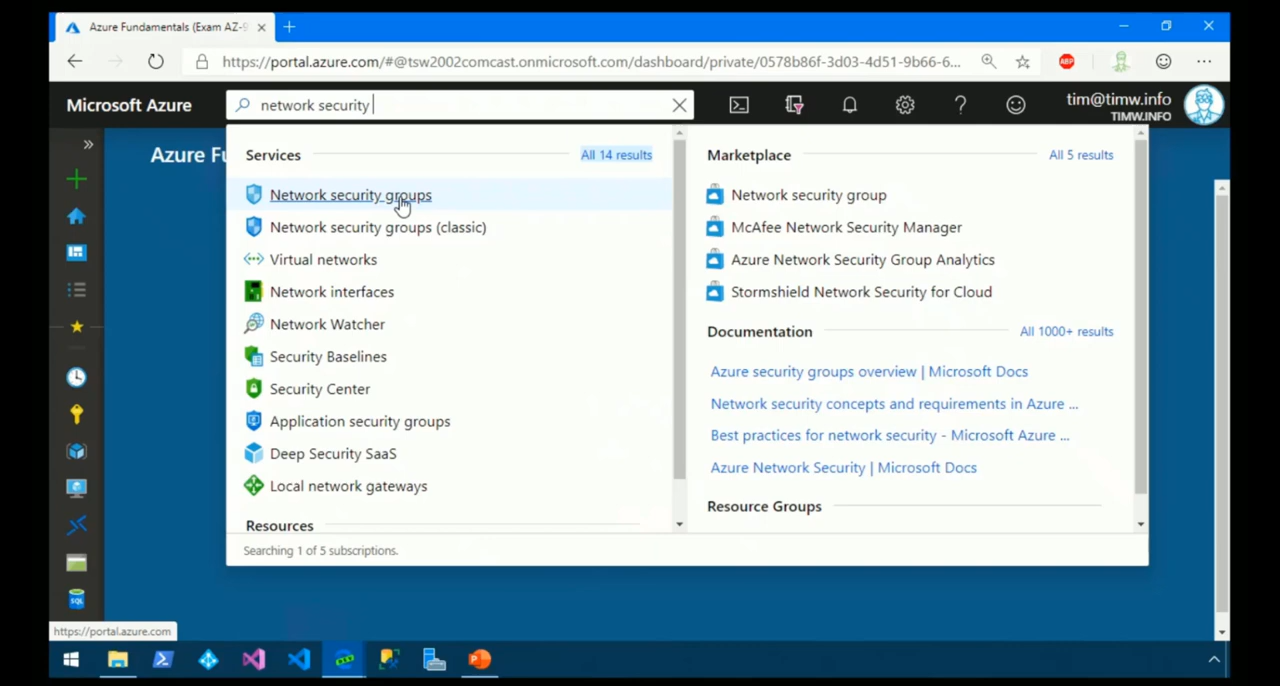 Azure Fundamentals (Exam AZ-9
https://portal.azure.com/#@tsw2002comcast.onmicrosoft.com/dashboard/private/0578b86f-3d03-4d51-9b66-6...
ABP
Microsoft Azure
network security
tim@timw.info
TIMW.INFO
Azure Fu
Services
All 14 results
Network security groups
Network security groups (classic)
Virtual networks
Network interfaces
Network Watcher
Security Baselines
Security Center
Application security groups
Deep Security SaaS
Local network gateways
Resources
Searching 1 of 5 subscriptions.
Marketplace
All 5 results
Network security group
McAfee Network Security Manager
Azure Network Security Group Analytics
Stormshield Network Security for Cloud
Documentation
All 1000+ results
Azure security groups overview | Microsoft Docs
Network security concepts and requirements in Azure ...
Best practices for network security - Microsoft Azure ...
Azure Network Security | Microsoft Docs
Resource Groups
SQL
https://portal.azure.com